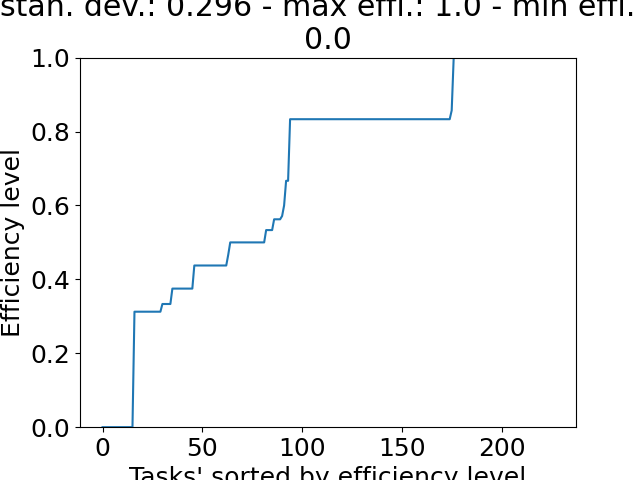 stan. dev.: 0.296 - max effi.: 1.0 - min effi.
0.0
1.0
0.8
0.6
0.4
0.2
0.0
Efficiency level
0 50 100 150 200
Tasks' sorted by efficiency level